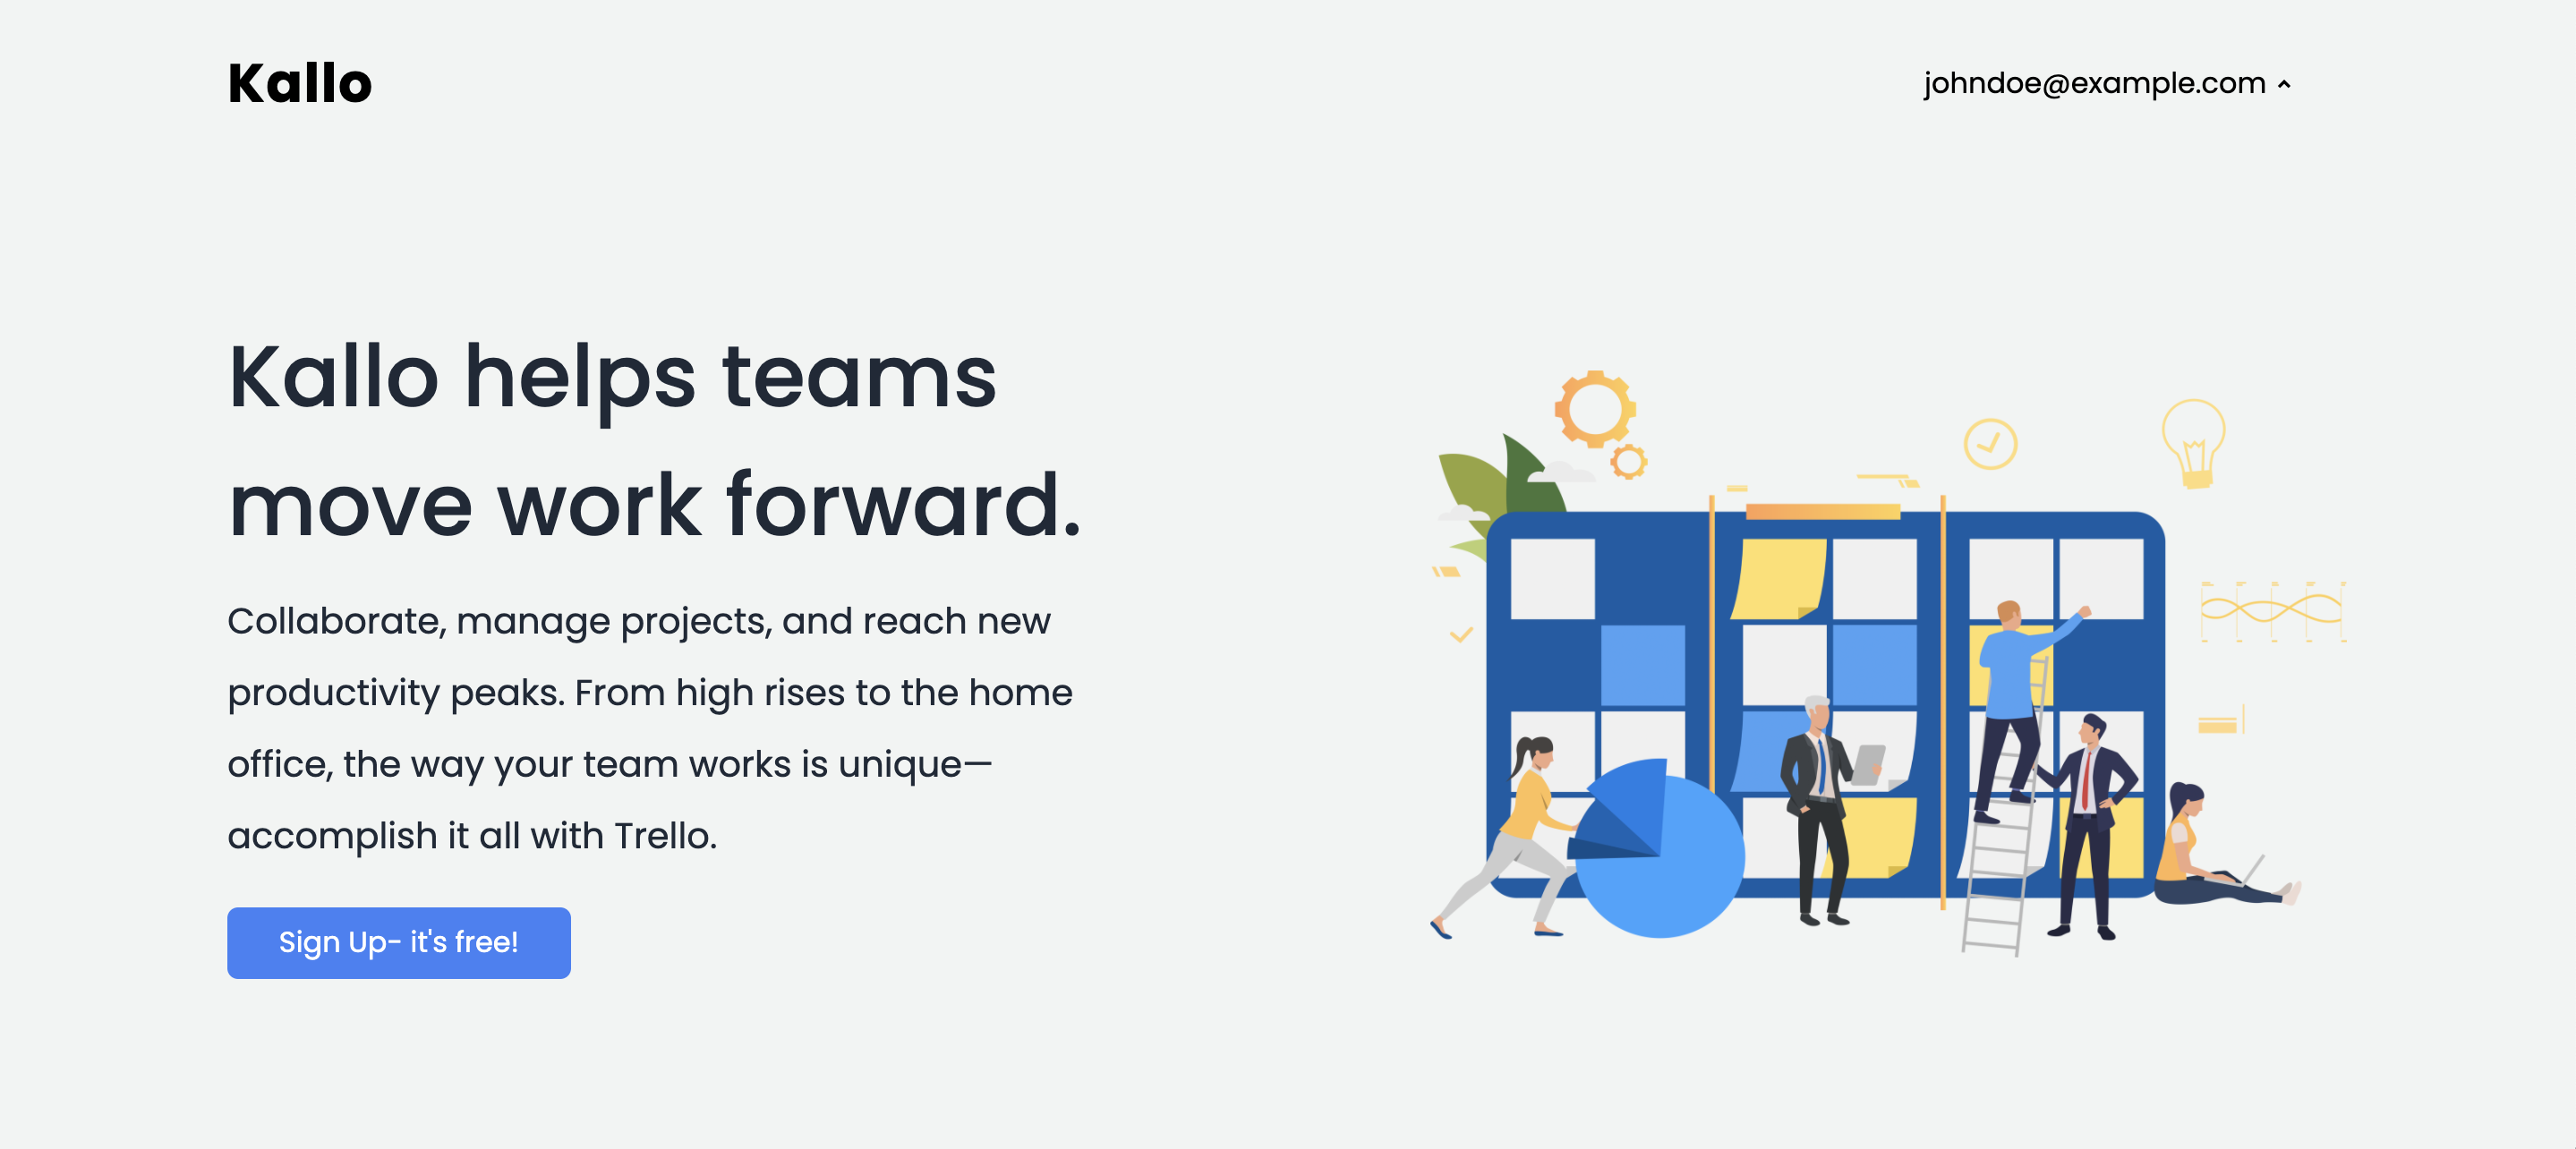 Kallo
johndoe@example.com
Kallo helps teams
move work forward.
Collaborate, manage projects, and reach new
productivity peaks. From high rises to the home
office, the way your team works is unique—
accomplish it all with Trello.
Sign Up- it's free!